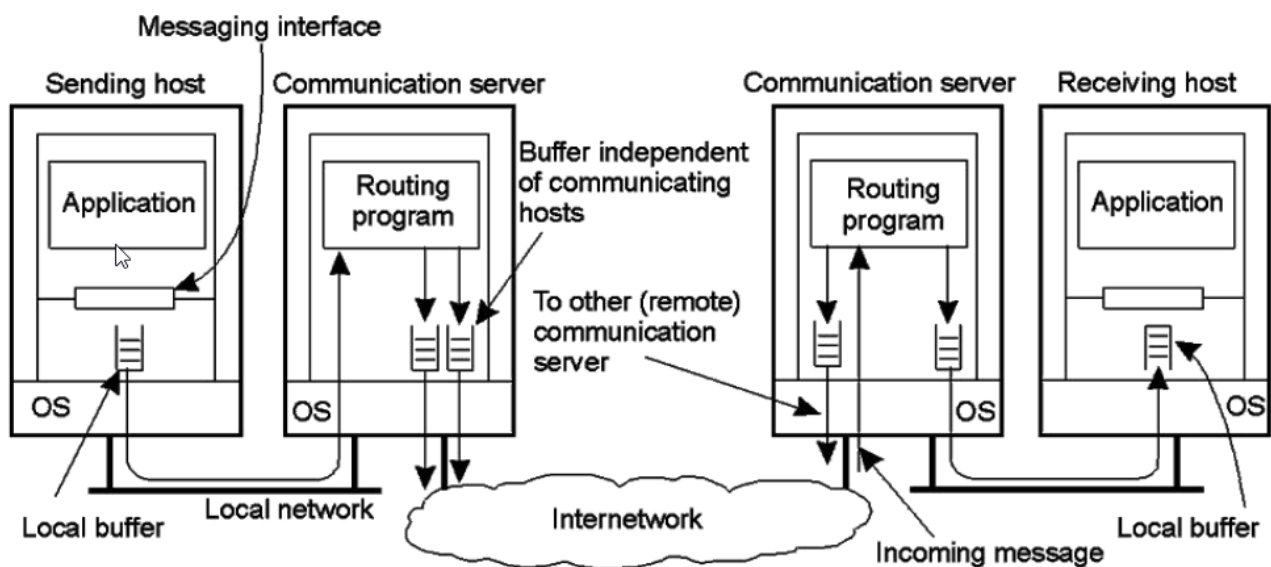 Messaging interface
Sending host
Communication server
Communication server
Receiving host
Application
Routing
program
Buffer independent
of communicating
hosts
Routing
program
Application
To other (remote)
communication
server
OS
OS
OS
OS
Local buffer
Local network
Internetwork
Incoming message
Local buffer